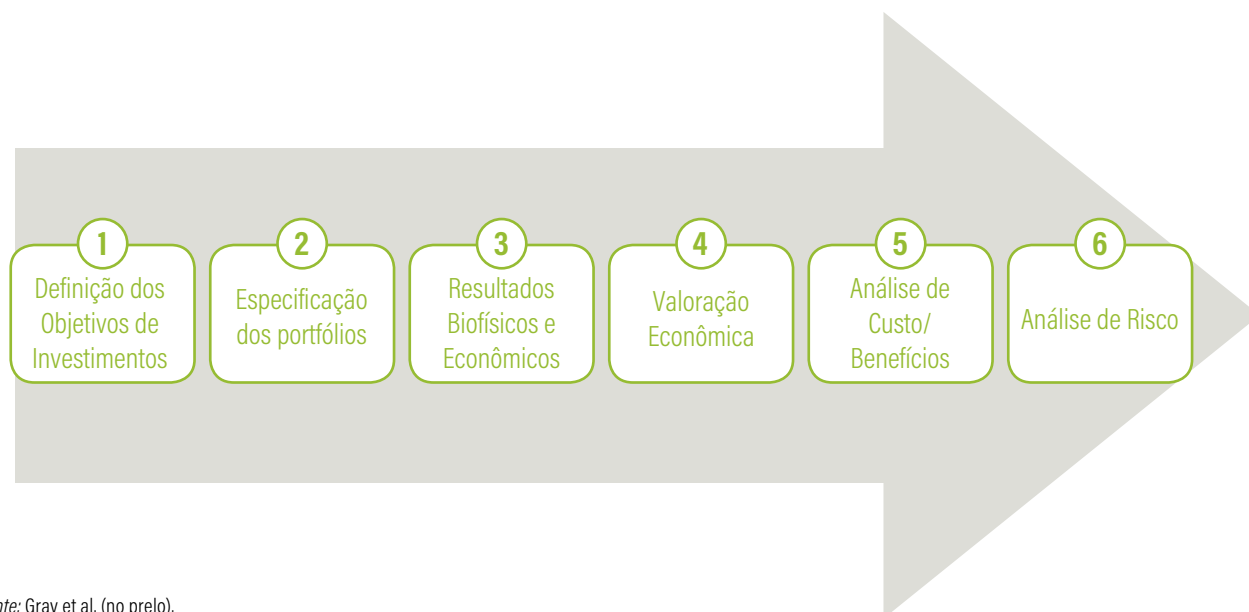 1
Definição dos
Objetivos de
Investimentos
2
Especificação
dos portfólios
3
Resultados
Biofísicos e
Econômicos
4
Valoração
Econômica
5
Análise de
Custo/
Benefícios
6
Análise de Risco
nte: Gray et al. (no prelo).